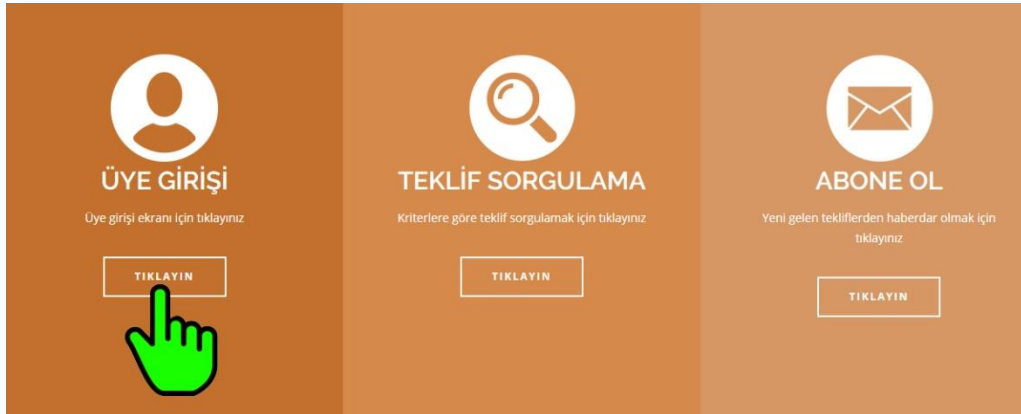 ÜYE GİRİŞİ
Üye girişi ekranı için tıklayınız
TIKLAYIN
TEKLİF SORGULAMA
Kriterlere göre teklif sorgulamak için tıklayınız
TIKLAYIN
ABONE OL
Yeni gelen tekliflerden haberdar olmak için
tıklayınız
TIKLAYIN